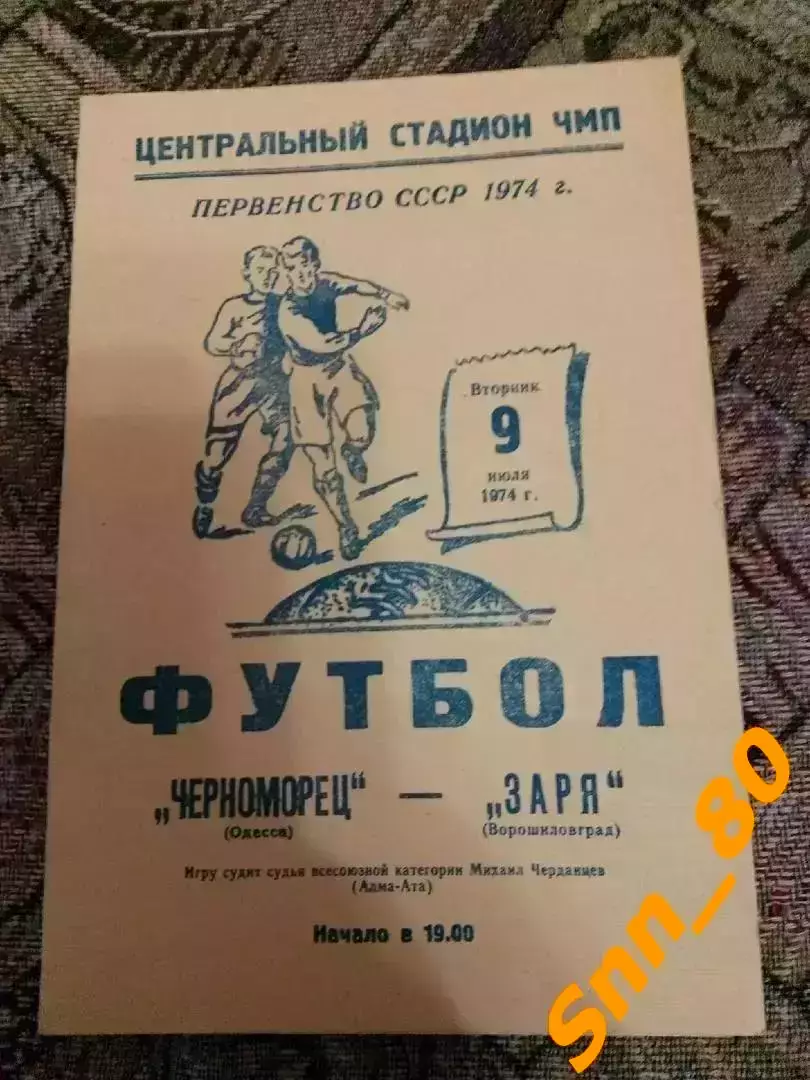 ЦЕНТРАЛЬНЫЙ СТАДИОН ЧМП
ПЕРВЕНСТВО СССР 1974 г.
Вторник
9
июля
1974 г.
ФУТБОЛ
„ЧЕРНОМОРЕЦ" — „ЗАРЯ"
(Одесса) (Ворошиловград)
Игру судит судья всесоюзной категории Михаил Черданцев
(Алма-Ата)
Начало в 19.00
Snn_80